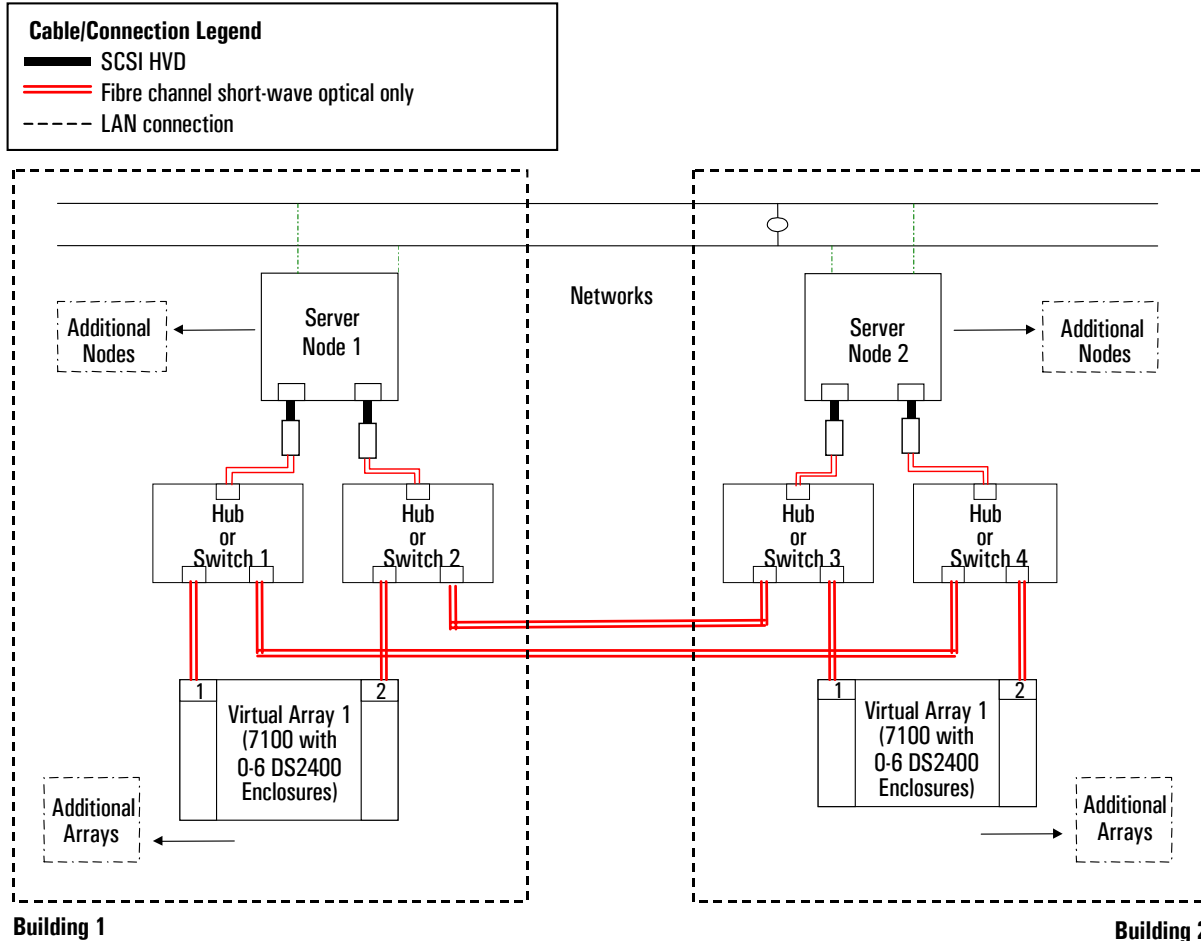 Cable/Connection Legend
SCSI HVD
Fibre channel short-wave optical only
LAN connection
Networks
Additional
Nodes
Server
Node 1
Server
Node 2
Additional
Nodes
Hub
or
Switch 1
Hub
or
Switch 2
Hub
or
Switch 3
Hub
or
Switch 4
1
2
Virtual Array 1
(7100 with
0-6 DS2400
Enclosures)
1
2
Virtual Array 1
(7100 with
0-6 DS2400
Enclosures)
Additional
Arrays
Additional
Arrays
Building 1
Building 2